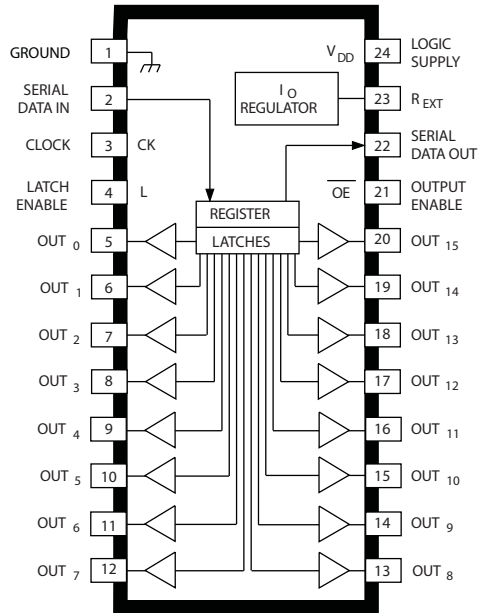 GROUND 1
SERIAL DATA IN 2
CLOCK 3 CK
LATCH ENABLE 4 L
OUT 0 5
OUT 1 6
OUT 2 7
OUT 3 8
OUT 4 9
OUT 5 10
OUT 6 11
OUT 7 12
I O
REGULATOR
REGISTER
LATCHES
V DD 24 LOGIC SUPPLY
23 R EXT
22 SERIAL DATA OUT
OE 21 OUTPUT ENABLE
20 OUT 15
19 OUT 14
18 OUT 13
17 OUT 12
16 OUT 11
15 OUT 10
14 OUT 9
13 OUT 8